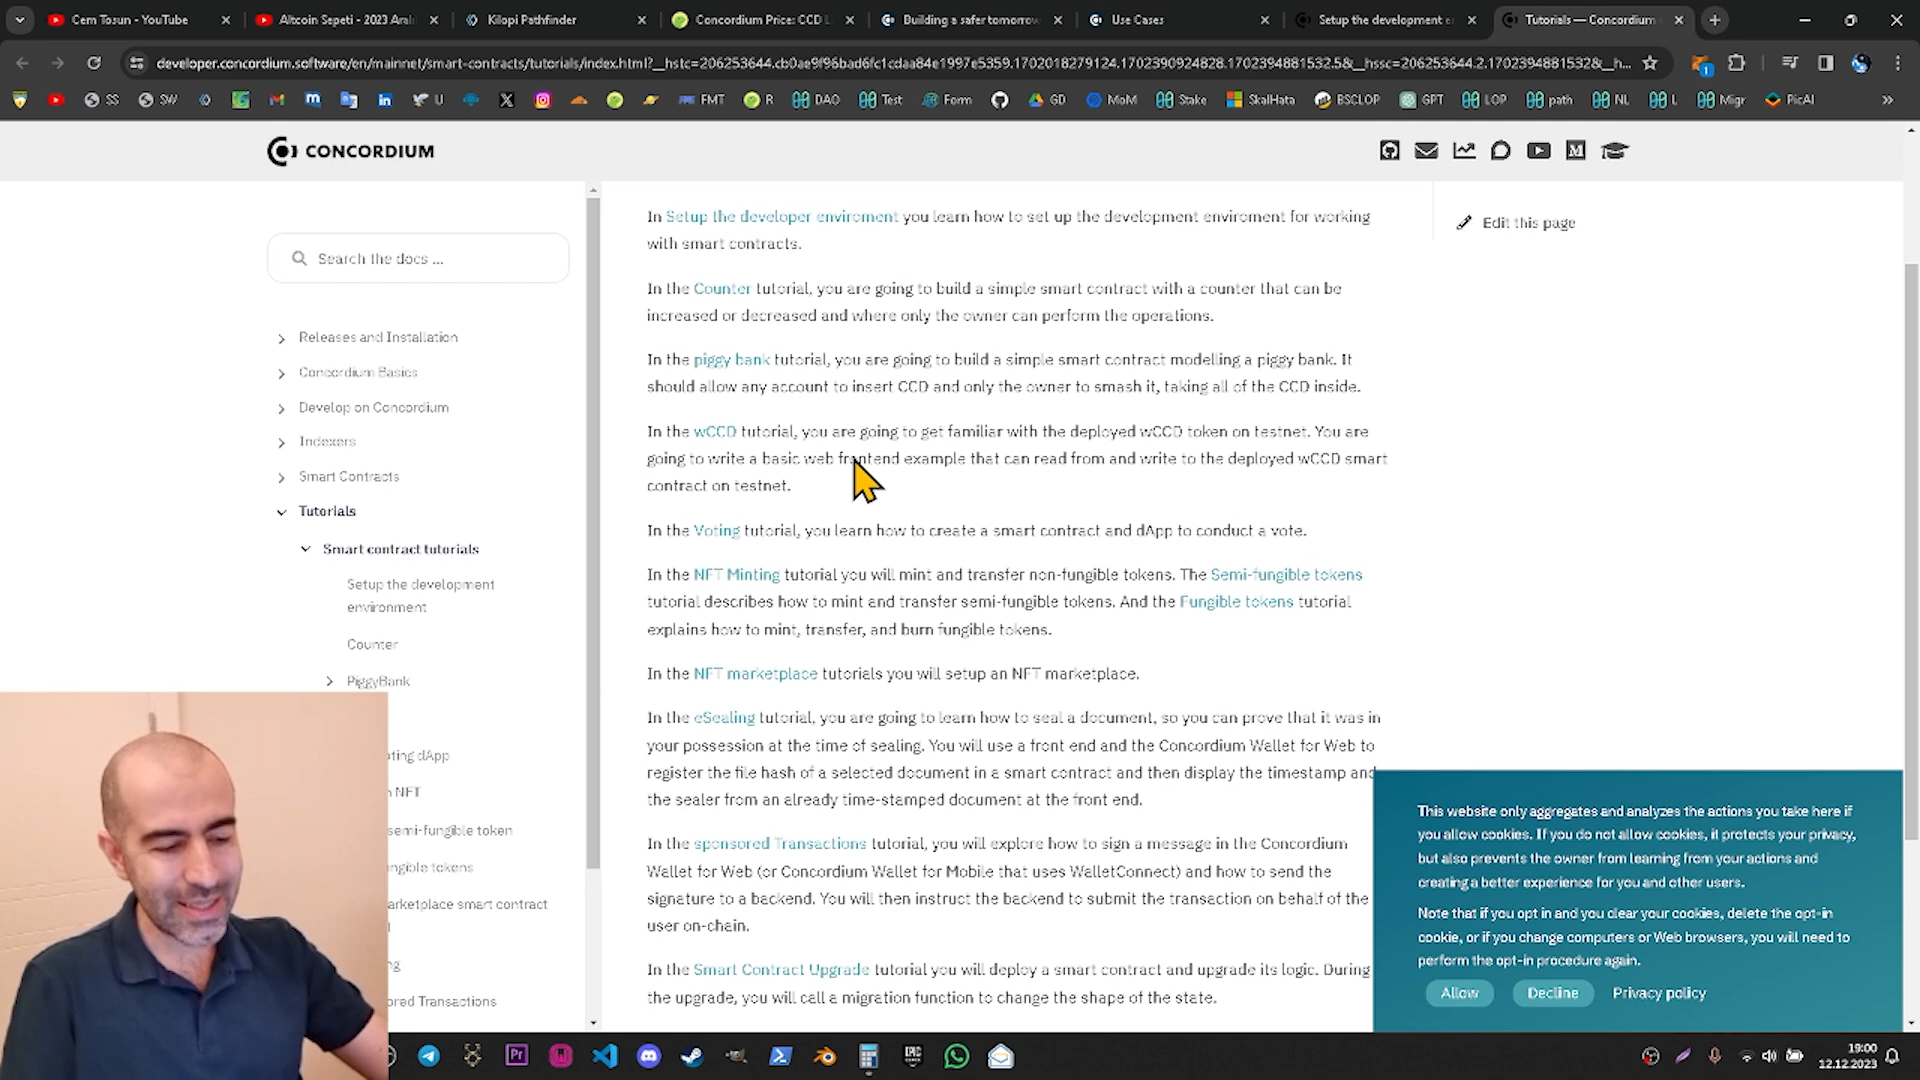 Cem Tosun - YouTube
Altcoin Sepeti - 2023 Aral
Kilopi Pathfinder
Concordium Price: CCD L
Building a safer tomorrow
Use Cases
Setup the development e
Tutorials — Concordium
developer.concordium.software/en/mainnet/smart-contracts/tutorials/index.html?__hstc=206253644.cb0ae9f96bad6fc1cdaa84e1997e5359.1702018279124.1702390924828.1702394881532.5&__hssc=206253644.2.1702394881532&__h...
SS
SW
U
FMT
R
DAO
Test
Form
GD
MoM
Stake
SkalHata
BSCLOP
GPT
LOP
path
NL
L
Migr
PicAI
CONCORDIUM
Search the docs ...
Releases and Installation
Concordium Basics
Develop on Concordium
Indexers
Smart Contracts
Tutorials
Smart contract tutorials
Setup the development
environment
Counter
PiggyBank
ting dApp
n NFT
semi-fungible token
ngible tokens
arketplace smart contract
ng
ored Transactions
In Setup the developer enviroment you learn how to set up the development enviroment for working
with smart contracts.
In the Counter tutorial, you are going to build a simple smart contract with a counter that can be
increased or decreased and where only the owner can perform the operations.
In the piggy bank tutorial, you are going to build a simple smart contract modelling a piggy bank. It
should allow any account to insert CCD and only the owner to smash it, taking all of the CCD inside.
In the wCCD tutorial, you are going to get familiar with the deployed wCCD token on testnet. You are
going to write a basic web frontend example that can read from and write to the deployed wCCD smart
contract on testnet.
In the Voting tutorial, you learn how to create a smart contract and dApp to conduct a vote.
In the NFT Minting tutorial you will mint and transfer non-fungible tokens. The Semi-fungible tokens
tutorial describes how to mint and transfer semi-fungible tokens. And the Fungible tokens tutorial
explains how to mint, transfer, and burn fungible tokens.
In the NFT marketplace tutorials you will setup an NFT marketplace.
In the eSealing tutorial, you are going to learn how to seal a document, so you can prove that it was in
your possession at the time of sealing. You will use a front end and the Concordium Wallet for Web to
register the file hash of a selected document in a smart contract and then display the timestamp and
the sealer from an already time-stamped document at the front end.
In the sponsored Transactions tutorial, you will explore how to sign a message in the Concordium
Wallet for Web (or Concordium Wallet for Mobile that uses WalletConnect) and how to send the
signature to a backend. You will then instruct the backend to submit the transaction on behalf of the
user on-chain.
In the Smart Contract Upgrade tutorial you will deploy a smart contract and upgrade its logic. During
the upgrade, you will call a migration function to change the shape of the state.
Edit this page
This website only aggregates and analyzes the actions you take here if
you allow cookies. If you do not allow cookies, it protects your privacy,
but also prevents the owner from learning from your actions and
creating a better experience for you and other users.
Note that if you opt in and you clear your cookies, delete the opt-in
cookie, or if you change computers or Web browsers, you will need to
perform the opt-in procedure again.
Allow
Decline
Privacy policy
Pr
19:00
12.12.2023